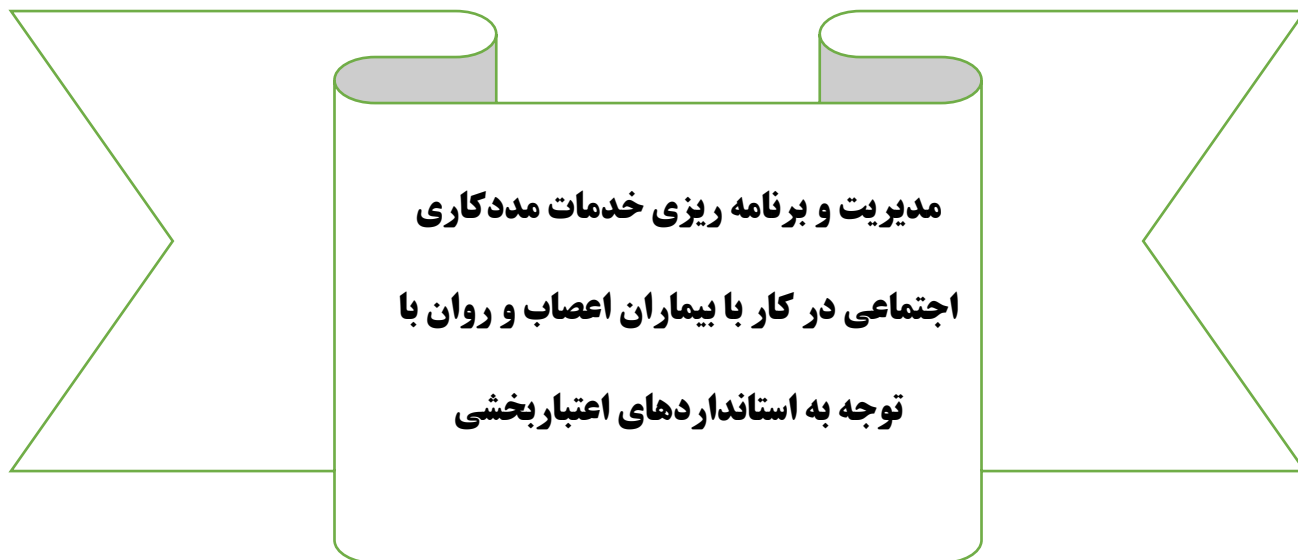 مدیریت و برنامه ریزی خدمات مددکاری
اجتماعی در کار با بیماران اعصاب و روان با
توجه به استانداردهای اعتباربخشی